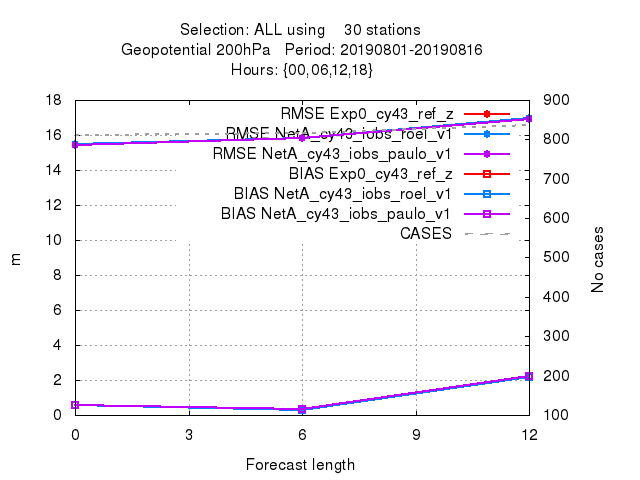 Selection: ALL using    30 stations
Geopotential 200hPa   Period: 20190801-20190816
Hours: {00,06,12,18}
18
16
14
12
10
8
6
4
2
0
m
RMSE Exp0_cy43_ref_z
RMSE NetA_cy43_iobs_roel_v1
RMSE NetA_cy43_iobs_paulo_v1
BIAS Exp0_cy43_ref_z
BIAS NetA_cy43_iobs_roel_v1
BIAS NetA_cy43_iobs_paulo_v1
CASES
900
800
700
600
500
400
300
200
100
No cases
0 3 6 9 12
Forecast length